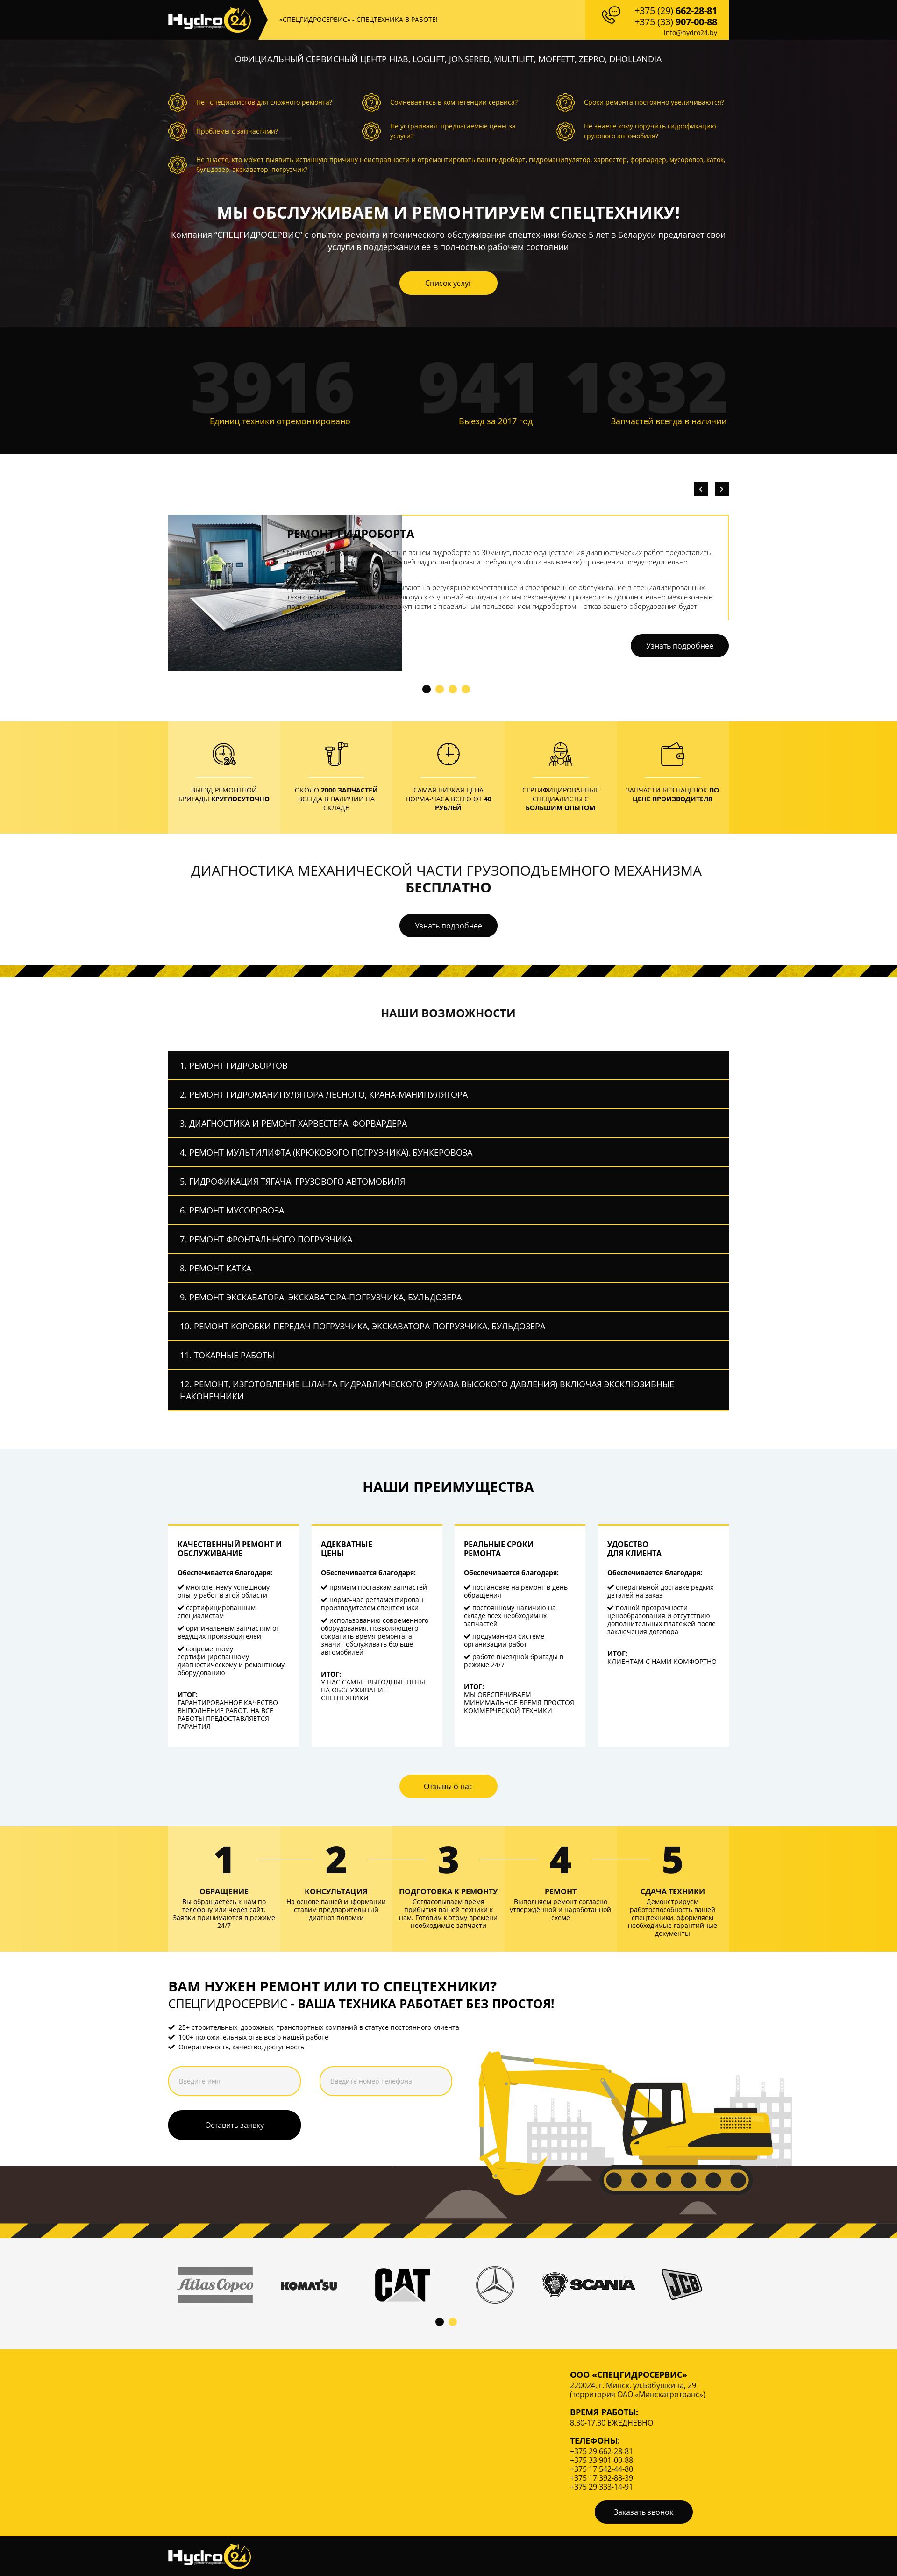 Hydro 24
«СПЕЦГИДРОСЕРВИС» - СПЕЦТЕХНИКА В РАБОТЕ!
+375 (29) 662-28-81
+375 (33) 907-00-88
info@hydro24.by
ОФИЦИАЛЬНЫЙ СЕРВИСНЫЙ ЦЕНТР HIAB, LOGLIFT, JONSERED, MULTILIFT, MOFFETT, ZEPRO, DHOLLANDIA
Нет специалистов для сложного ремонта?
Сомневаетесь в компетенции сервиса?
Сроки ремонта постоянно увеличиваются?
Проблемы с запчастями?
Не устраивают предлагаемые цены за
услуги?
Не знаете кому поручить гидрофикацию
грузового автомобиля?
Не знаете, кто может выявить истинную причину неисправности и отремонтировать ваш гидроборт, гидроманипулятор, харвестер, форвардер, мусоровоз, каток,
бульдозер, экскаватор, погрузчик?
МЫ ОБСЛУЖИВАЕМ И РЕМОНТИРУЕМ СПЕЦТЕХНИКУ!
Компания “СПЕЦГИДРОСЕРВИС” с опытом ремонта и технического обслуживания спецтехники более 5 лет в Беларуси предлагает свои
услуги в поддержании ее в полностью рабочем состоянии
Список услуг
3916
941
1832
Единиц техники отремонтировано
Выезд за 2017 год
Запчастей всегда в наличии
РЕМОНТ ГИДРОБОРТА
в вашем гидроборте за 30минут, после осуществления диагностических работ предоставить
вашей гидроплатформы и требующихся(при выявлении) проведения предупредительно
на регулярное качественное и своевременное обслуживание в специализированных
условий эксплуатации мы рекомендуем производить дополнительно межсезонные
с правильным пользованием гидробортом – отказ вашего оборудования будет
Узнать подробнее
ВЫЕЗД РЕМОНТНОЙ
БРИГАДЫ КРУГЛОСУТОЧНО
ОКОЛО 2000 ЗАПЧАСТЕЙ
ВСЕГДА В НАЛИЧИИ НА
СКЛАДЕ
САМАЯ НИЗКАЯ ЦЕНА
НОРМА-ЧАСА ВСЕГО ОТ 40
РУБЛЕЙ
СЕРТИФИЦИРОВАННЫЕ
СПЕЦИАЛИСТЫ С
БОЛЬШИМ ОПЫТОМ
ЗАПЧАСТИ БЕЗ НАЦЕНОК ПО
ЦЕНЕ ПРОИЗВОДИТЕЛЯ
ДИАГНОСТИКА МЕХАНИЧЕСКОЙ ЧАСТИ ГРУЗОПОДЪЕМНОГО МЕХАНИЗМА
БЕСПЛАТНО
Узнать подробнее
НАШИ ВОЗМОЖНОСТИ
1. РЕМОНТ ГИДРОБОРТОВ
2. РЕМОНТ ГИДРОМАНИПУЛЯТОРА ЛЕСНОГО, КРАНА-МАНИПУЛЯТОРА
3. ДИАГНОСТИКА И РЕМОНТ ХАРВЕСТЕРА, ФОРВАРДЕРА
4. РЕМОНТ МУЛЬТИЛИФТА (КРЮКОВОГО ПОГРУЗЧИКА), БУНКЕРОВОЗА
5. ГИДРОФИКАЦИЯ ТЯГАЧА, ГРУЗОВОГО АВТОМОБИЛЯ
6. РЕМОНТ МУСОРОВОЗА
7. РЕМОНТ ФРОНТАЛЬНОГО ПОГРУЗЧИКА
8. РЕМОНТ КАТКА
9. РЕМОНТ ЭКСКАВАТОРА, ЭКСКАВАТОРА-ПОГРУЗЧИКА, БУЛЬДОЗЕРА
10. РЕМОНТ КОРОБКИ ПЕРЕДАЧ ПОГРУЗЧИКА, ЭКСКАВАТОРА-ПОГРУЗЧИКА, БУЛЬДОЗЕРА
11. ТОКАРНЫЕ РАБОТЫ
12. РЕМОНТ, ИЗГОТОВЛЕНИЕ ШЛАНГА ГИДРАВЛИЧЕСКОГО (РУКАВА ВЫСОКОГО ДАВЛЕНИЯ) ВКЛЮЧАЯ ЭКСКЛЮЗИВНЫЕ
НАКОНЕЧНИКИ
НАШИ ПРЕИМУЩЕСТВА
КАЧЕСТВЕННЫЙ РЕМОНТ И
ОБСЛУЖИВАНИЕ
Обеспечивается благодаря:
многолетнему успешному
опыту работ в этой области
сертифицированным
специалистам
оригинальным запчастям от
ведущих производителей
современному
сертифицированному
диагностическому и ремонтному
оборудованию
ИТОГ:
ГАРАНТИРОВАННОЕ КАЧЕСТВО
ВЫПОЛНЕНИЕ РАБОТ. НА ВСЕ
РАБОТЫ ПРЕДОСТАВЛЯЕТСЯ
ГАРАНТИЯ
АДЕКВАТНЫЕ
ЦЕНЫ
Обеспечивается благодаря:
прямым поставкам запчастей
нормо-час регламентирован
производителем спецтехники
использованию современного
оборудования, позволяющего
сократить время ремонта, а
значит обслуживать больше
автомобилей
ИТОГ:
У НАС САМЫЕ ВЫГОДНЫЕ ЦЕНЫ
НА ОБСЛУЖИВАНИЕ
СПЕЦТЕХНИКИ
РЕАЛЬНЫЕ СРОКИ
РЕМОНТА
Обеспечивается благодаря:
постановке на ремонт в день
обращения
постоянному наличию на
складе всех необходимых
запчастей
продуманной системе
организации работ
работе выездной бригады в
режиме 24/7
ИТОГ:
МЫ ОБЕСПЕЧИВАЕМ
МИНИМАЛЬНОЕ ВРЕМЯ ПРОСТОЯ
КОММЕРЧЕСКОЙ ТЕХНИКИ
УДОБСТВО
ДЛЯ КЛИЕНТА
Обеспечивается благодаря:
оперативной доставке редких
деталей на заказ
полной прозрачности
ценообразования и отсутствию
дополнительных платежей после
заключения договора
ИТОГ:
КЛИЕНТАМ С НАМИ КОМФОРТНО
Отзывы о нас
1
ОБРАЩЕНИЕ
Вы обращаетесь к нам по
телефону или через сайт.
Заявки принимаются в режиме
24/7
2
КОНСУЛЬТАЦИЯ
На основе вашей информации
ставим предварительный
диагноз поломки
3
ПОДГОТОВКА К РЕМОНТУ
Согласовываем время
прибытия вашей техники к
нам. Готовим к этому времени
необходимые запчасти
4
РЕМОНТ
Выполняем ремонт согласно
утверждённой и наработанной
схеме
5
СДАЧА ТЕХНИКИ
Демонстрируем
работоспособность вашей
спецтехники, оформляем
необходимые гарантийные
документы
ВАМ НУЖЕН РЕМОНТ ИЛИ ТО СПЕЦТЕХНИКИ?
СПЕЦГИДРОСЕРВИС - ВАША ТЕХНИКА РАБОТАЕТ БЕЗ ПРОСТОЯ!
25+ строительных, дорожных, транспортных компаний в статусе постоянного клиента
100+ положительных отзывов о нашей работе
Оперативность, качество, доступность
Введите имя
Введите номер телефона
Оставить заявку
Atlas Copco
KOMATSU
CAT
SCANIA
JCB
ООО «СПЕЦГИДРОСЕРВИС»
220024, г. Минск, ул.Бабушкина, 29
(территория ОАО «Минскагротранс»)
ВРЕМЯ РАБОТЫ:
8.30-17.30 ЕЖЕДНЕВНО
ТЕЛЕФОНЫ:
+375 29 662-28-81
+375 33 901-00-88
+375 17 542-44-80
+375 17 392-88-39
+375 29 333-14-91
Заказать звонок
Hydro 24